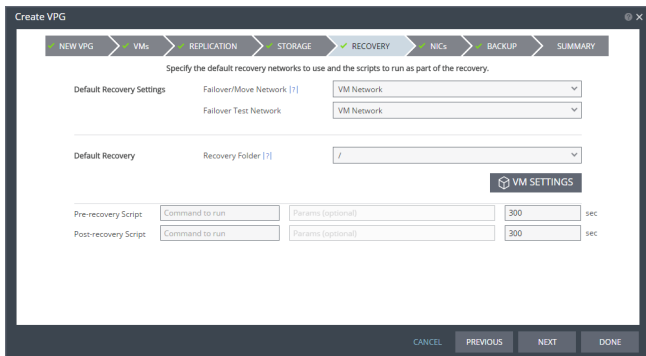 Create VPG
NEW VPG VMs REPLICATION STORAGE RECOVERY NICs BACKUP SUMMARY
Specify the default recovery networks to use and the scripts to run as part of the recovery.
Default Recovery Settings Failover/Move Network [?] VM Network
Failover Test Network VM Network
Default Recovery Recovery Folder [?] /
VM SETTINGS
Pre-recovery Script Command to run Params (optional) 300 sec
Post-recovery Script Command to run Params (optional) 300 sec
CANCEL PREVIOUS NEXT DONE